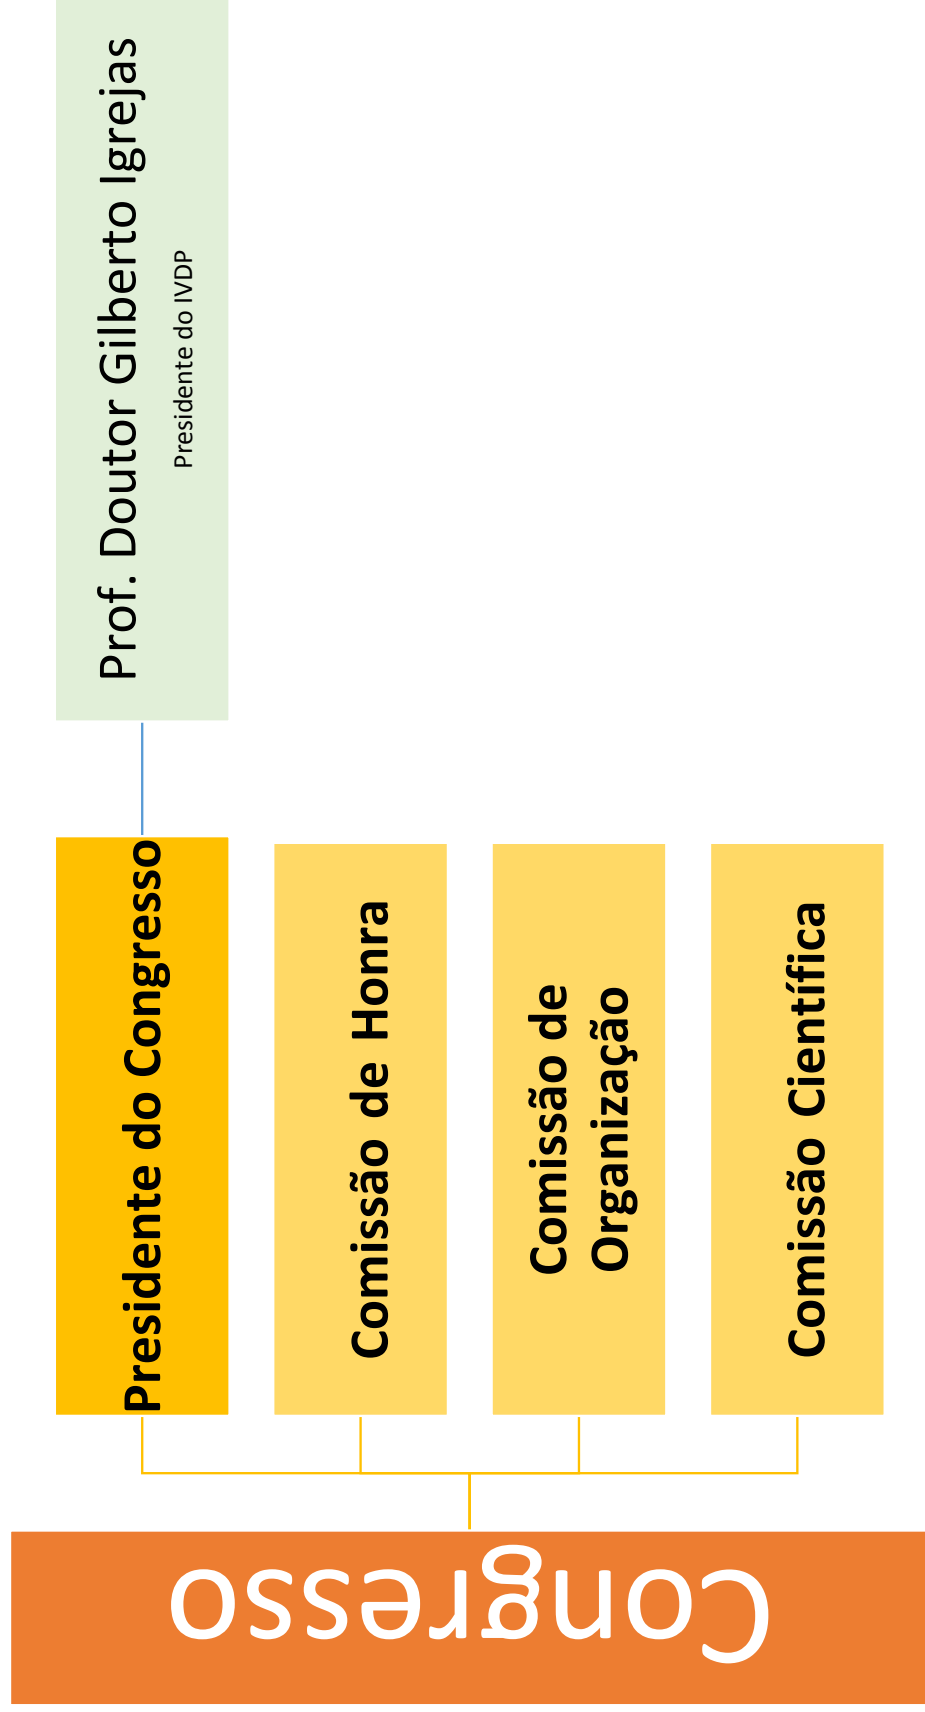 Congresso
Presidente do Congresso
Prof. Doutor Gilberto Igrejas
Presidente do IVDP
Comissão de Honra
Comissão de
Organização
Comissão Científica